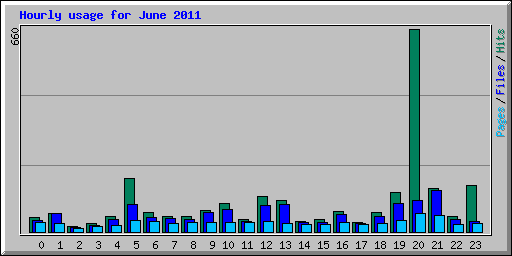 Hourly usage for June 2011
660
Pages / Files / Hits
0 1 2 3 4 5 6 7 8 9 10 11 12 13 14 15 16 17 18 19 20 21 22 23